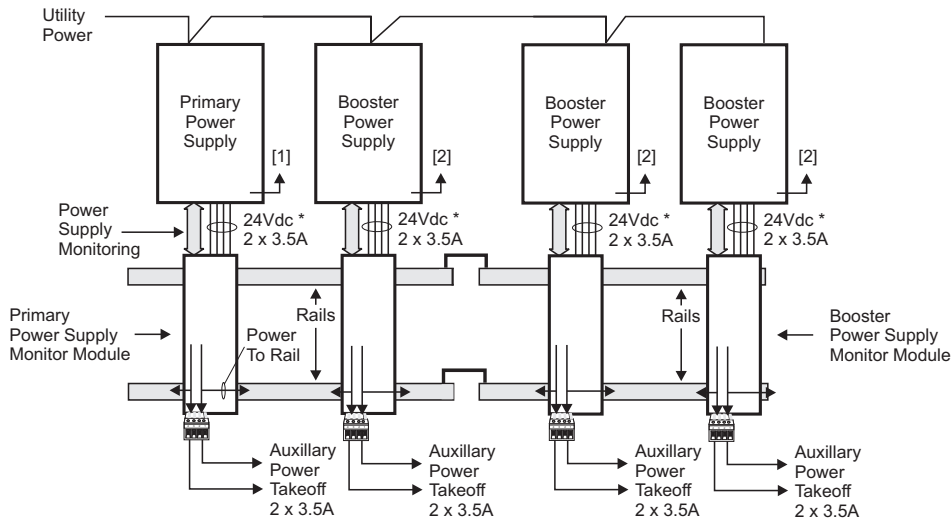 Utility
Power
Primary
Power
Supply
[1]
Booster
Power
Supply
[2]
Booster
Power
Supply
[2]
Booster
Power
Supply
[2]
Power
Supply
Monitoring
24Vdc *
2 x 3.5A
24Vdc *
2 x 3.5A
24Vdc *
2 x 3.5A
24Vdc *
2 x 3.5A
Primary
Power Supply
Monitor Module
Rails
Power
To Rail
Rails
Booster
Power Supply
Monitor Module
Auxillary
Power
Takeoff
2 x 3.5A
Auxillary
Power
Takeoff
2 x 3.5A
Auxillary
Power
Takeoff
2 x 3.5A
Auxillary
Power
Takeoff
2 x 3.5A